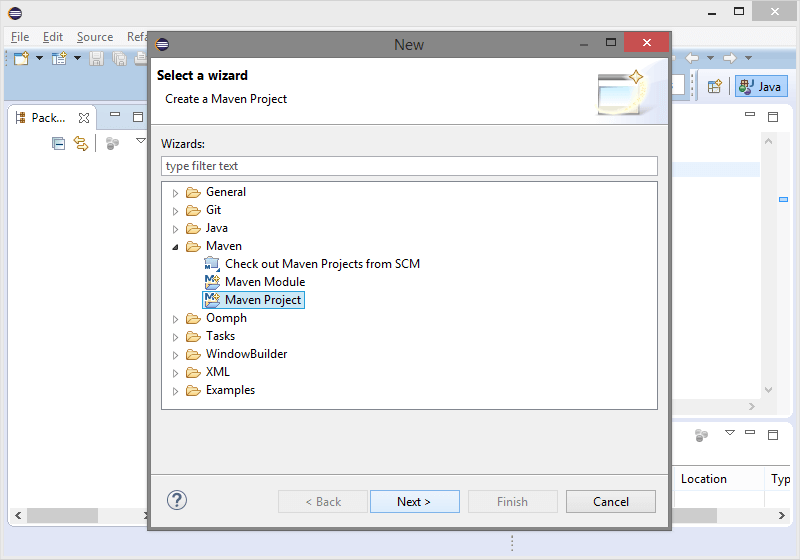 New
File Edit Source Refa
Select a wizard
Create a Maven Project
Java
Pack...
Wizards:
type filter text
General
Git
Java
Maven
Check out Maven Projects from SCM
Maven Module
Maven Project
Oomph
Tasks
WindowBuilder
XML
Examples
Location Typ
? < Back Next > Finish Cancel